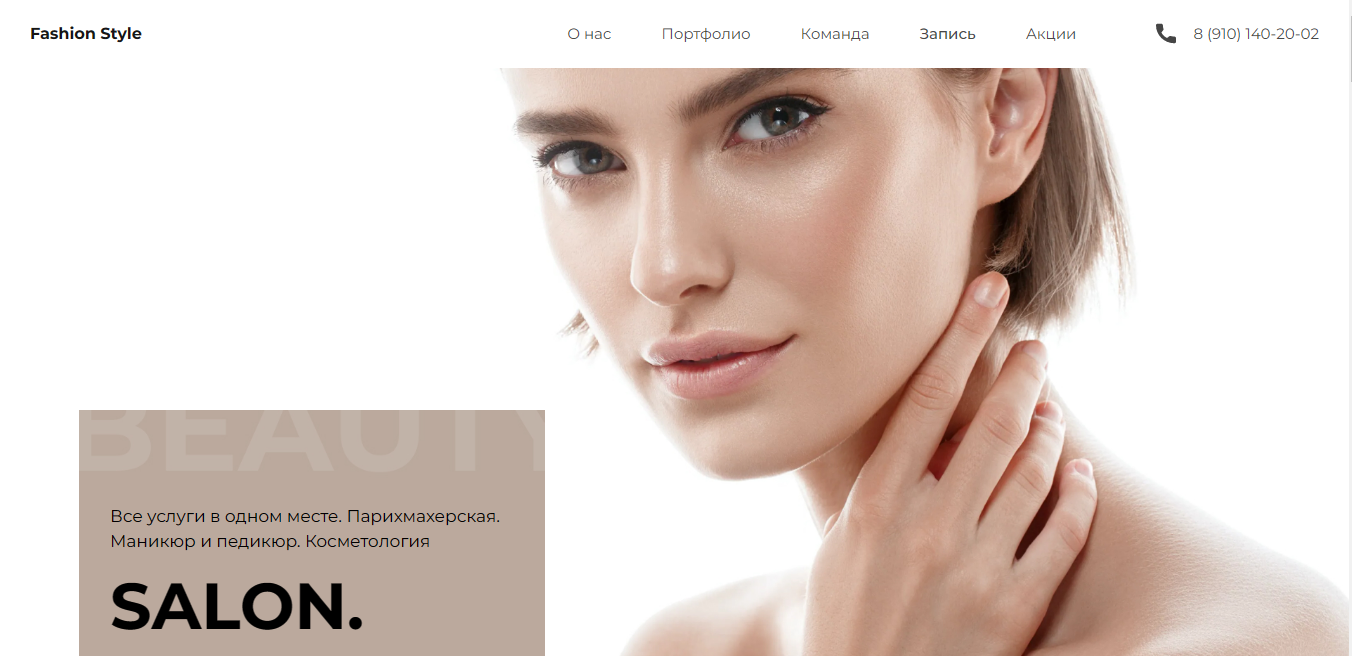 Fashion Style
О нас
Портфолио
Команда
Запись
Акции
8 (910) 140-20-02
BEAUTY
Все услуги в одном месте. Парихмахерская.
Маникюр и педикюр. Косметология
SALON.